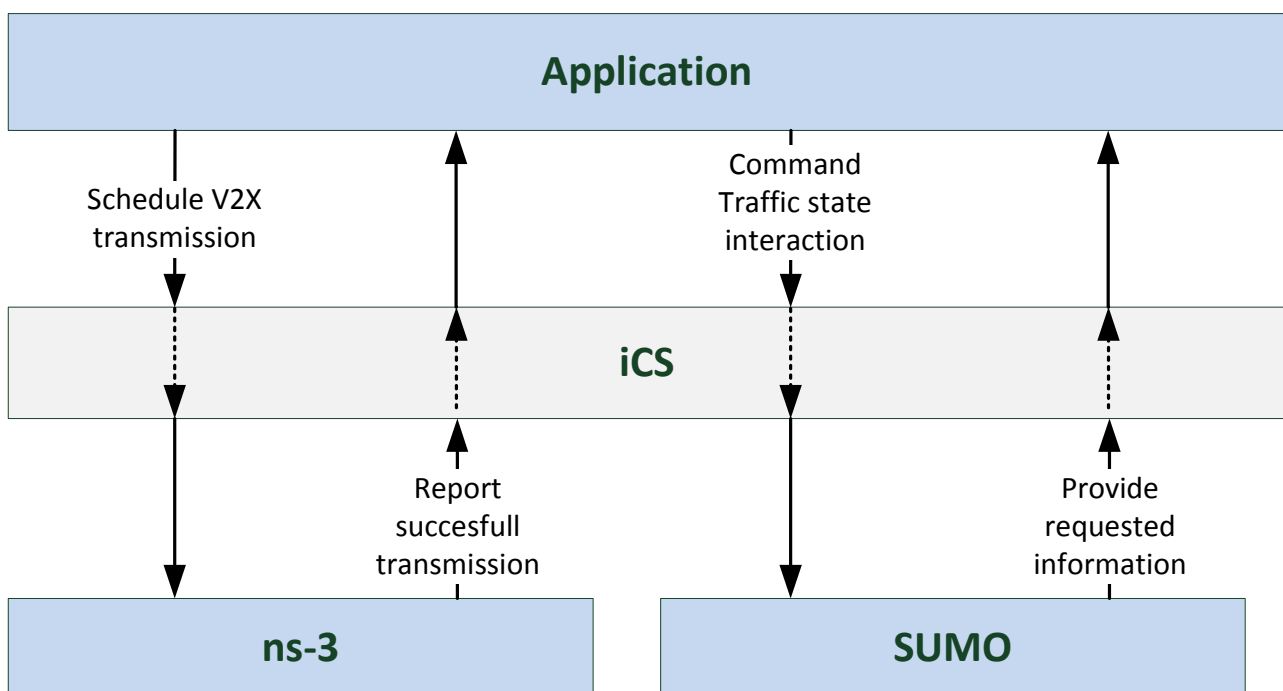 Application
Schedule V2X
transmission
Command
Traffic state
interaction
iCS
Report
succesfull
transmission
Provide
requested
information
ns-3
SUMO